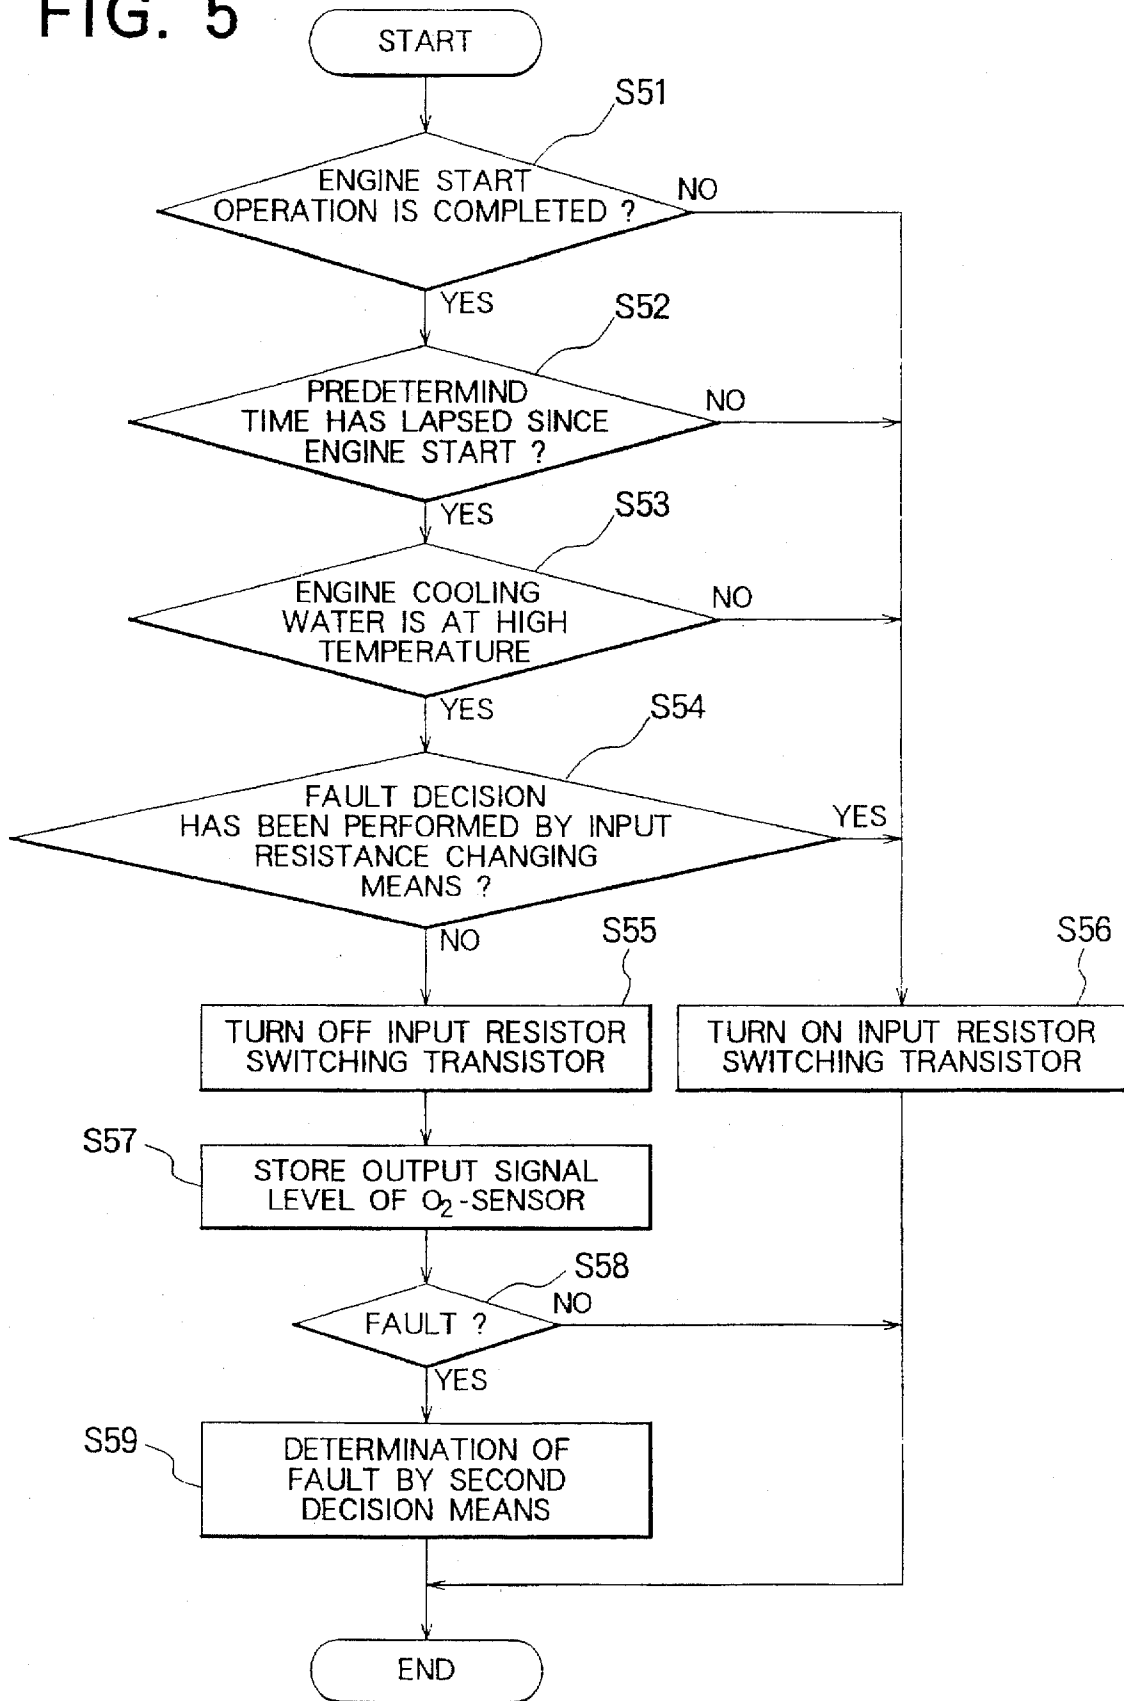 FIG. 5
START
S51
ENGINE START
OPERATION IS COMPLETED ?
NO
YES
S52
PREDETERMIND
TIME HAS LAPSED SINCE
ENGINE START ?
NO
YES
S53
ENGINE COOLING
WATER IS AT HIGH
TEMPERATURE
NO
YES
S54
FAULT DECISION
HAS BEEN PERFORMED BY INPUT
RESISTANCE CHANGING
MEANS ?
YES
NO
S55
TURN OFF INPUT RESISTOR
SWITCHING TRANSISTOR
S56
TURN ON INPUT RESISTOR
SWITCHING TRANSISTOR
S57
STORE OUTPUT SIGNAL
LEVEL OF O₂-SENSOR
S58
FAULT ?
NO
YES
S59
DETERMINATION OF
FAULT BY SECOND
DECISION MEANS
END